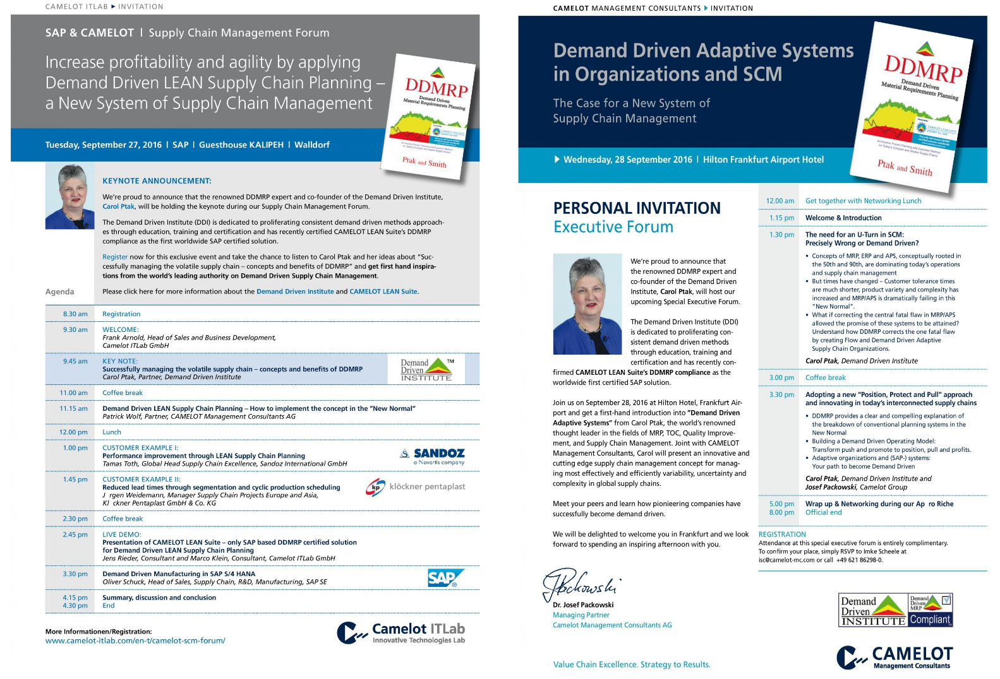 CAMELOT ITLAB ▶ INVITATION
SAP & CAMELOT | Supply Chain Management Forum
Increase profitability and agility by applying
Demand Driven LEAN Supply Chain Planning –
a New System of Supply Chain Management
Tuesday, September 27, 2016 | SAP | Guesthouse KALIPEH | Walldorf
DDMRP
Demand Driven
Material Requirements Planning
Ptak and Smith
KEYNOTE ANNOUNCEMENT:
We're proud to announce that the renowned DDMRP expert and co-founder of the Demand Driven Institute,
Carol Ptak, will be holding the keynote during our Supply Chain Management Forum.
The Demand Driven Institute (DDI) is dedicated to proliferating consistent demand driven methods approach-
es through education, training and certification and has recently certified CAMELOT LEAN Suite's DDMRP
compliance as the first worldwide SAP certified solution.
Register now for this exclusive event and take the chance to listen to Carol Ptak and her ideas about "Suc-
cessfully managing the volatile supply chain – concepts and benefits of DDMRP" and get first hand inspira-
tions from the world's leading authority on Demand Driven Supply Chain Management.
Please click here for more information about the Demand Driven Institute and CAMELOT LEAN Suite.
Agenda
8.30 am Registration
9.30 am WELCOME:
Frank Arnold, Head of Sales and Business Development,
Camelot ITLab GmbH
9.45 am KEY NOTE:
Successfully managing the volatile supply chain – concepts and benefits of DDMRP
Carol Ptak, Partner, Demand Driven Institute
Demand
Driven
INSTITUTE
TM
11.00 am Coffee break
11.15 am Demand Driven LEAN Supply Chain Planning – How to implement the concept in the "New Normal"
Patrick Wolf, Partner, CAMELOT Management Consultants AG
12.00 pm Lunch
1.00 pm CUSTOMER EXAMPLE I:
Performance improvement through LEAN Supply Chain Planning
Tamas Toth, Global Head Supply Chain Excellence, Sandoz International GmbH
SANDOZ
a Novartis company
1.45 pm CUSTOMER EXAMPLE II:
Reduced lead times through segmentation and cyclic production scheduling
J rgen Weidemann, Manager Supply Chain Projects Europe and Asia,
Kl ckner Pentaplast GmbH & Co. KG
kp klöckner pentaplast
2.30 pm Coffee break
2.45 pm LIVE DEMO:
Presentation of CAMELOT LEAN Suite – only SAP based DDMRP certified solution
for Demand Driven LEAN Supply Chain Planning
Jens Rieder, Consultant and Marco Klein, Consultant, Camelot ITLab GmbH
3.30 pm Demand Driven Manufacturing in SAP S/4 HANA
Oliver Schuck, Head of Sales, Supply Chain, R&D, Manufacturing, SAP SE
SAP®
4.15 pm Summary, discussion and conclusion
4.30 pm End
More Informationen/Registration:
www.camelot-itlab.com/en-t/camelot-scm-forum/
Camelot ITLab
Innovative Technologies Lab
CAMELOT MANAGEMENT CONSULTANTS ▶ INVITATION
Demand Driven Adaptive Systems
in Organizations and SCM
The Case for a New System of
Supply Chain Management
▶ Wednesday, 28 September 2016 | Hilton Frankfurt Airport Hotel
DDMRP
Demand Driven
Material Requirements Planning
Ptak and Smith
PERSONAL INVITATION
Executive Forum
We're proud to announce that
the renowned DDMRP expert and
co-founder of the Demand Driven
Institute, Carol Ptak, will host our
upcoming Special Executive Forum.
The Demand Driven Institute (DDI)
is dedicated to proliferating con-
sistent demand driven methods
through education, training and
certification and has recently con-
firmed CAMELOT LEAN Suite's DDMRP compliance as the
worldwide first certified SAP solution.
Join us on September 28, 2016 at Hilton Hotel, Frankfurt Air-
port and get a first-hand introduction into "Demand Driven
Adaptive Systems" from Carol Ptak, the world's renowned
thought leader in the fields of MRP, TOC, Quality Improve-
ment, and Supply Chain Management. Joint with CAMELOT
Management Consultants, Carol will present an innovative and
cutting edge supply chain management concept for manag-
ing most effectively and efficiently variability, uncertainty and
complexity in global supply chains.
Meet your peers and learn how pionieering companies have
successfully become demand driven.
We will be delighted to welcome you in Frankfurt and we look
forward to spending an inspiring afternoon with you.
JPackowski
Dr. Josef Packowski
Managing Partner
Camelot Management Consultants AG
Value Chain Excellence. Strategy to Results.
12.00 am Get together with Networking Lunch
1.15 pm Welcome & Introduction
1.30 pm The need for an U-Turn in SCM:
Precisely Wrong or Demand Driven?
• Concepts of MRP, ERP and APS, conceptually rooted in
the 50th and 90th, are dominating today's operations
and supply chain management
• But times have changed – Customer tolerance times
are much shorter, product variety and complexity has
increased and MRP/APS is dramatically failing in this
"New Normal".
• What if correcting the central fatal flaw in MRP/APS
allowed the promise of these systems to be attained?
Understand how DDMRP corrects the one fatal flaw
by creating Flow and Demand Driven Adaptive
Supply Chain Organizations.
Carol Ptak, Demand Driven Institute
3.00 pm Coffee break
3.30 pm Adopting a new "Position, Protect and Pull" approach
and innovating in today's interconnected supply chains
• DDMRP provides a clear and compelling explanation of
the breakdown of conventional planning systems in the
New Normal
• Building a Demand Driven Operating Model:
Transform push and promote to position, pull and profits.
• Adaptive organizations and (SAP-) systems:
Your path to become Demand Driven
Carol Ptak, Demand Driven Institute and
Josef Packowski, Camelot Group
5.00 pm Wrap up & Networking during our Ap ro Riche
8.00 pm Official end
REGISTRATION
Attendance at this special executive forum is entirely complimentary.
To confirm your place, simply RSVP to Imke Scheele at
isc@camelot-mc.com or call +49 621 86298-0.
Demand
Driven
INSTITUTE
Demand
Driven
MRP
Compliant
CAMELOT
Management Consultants